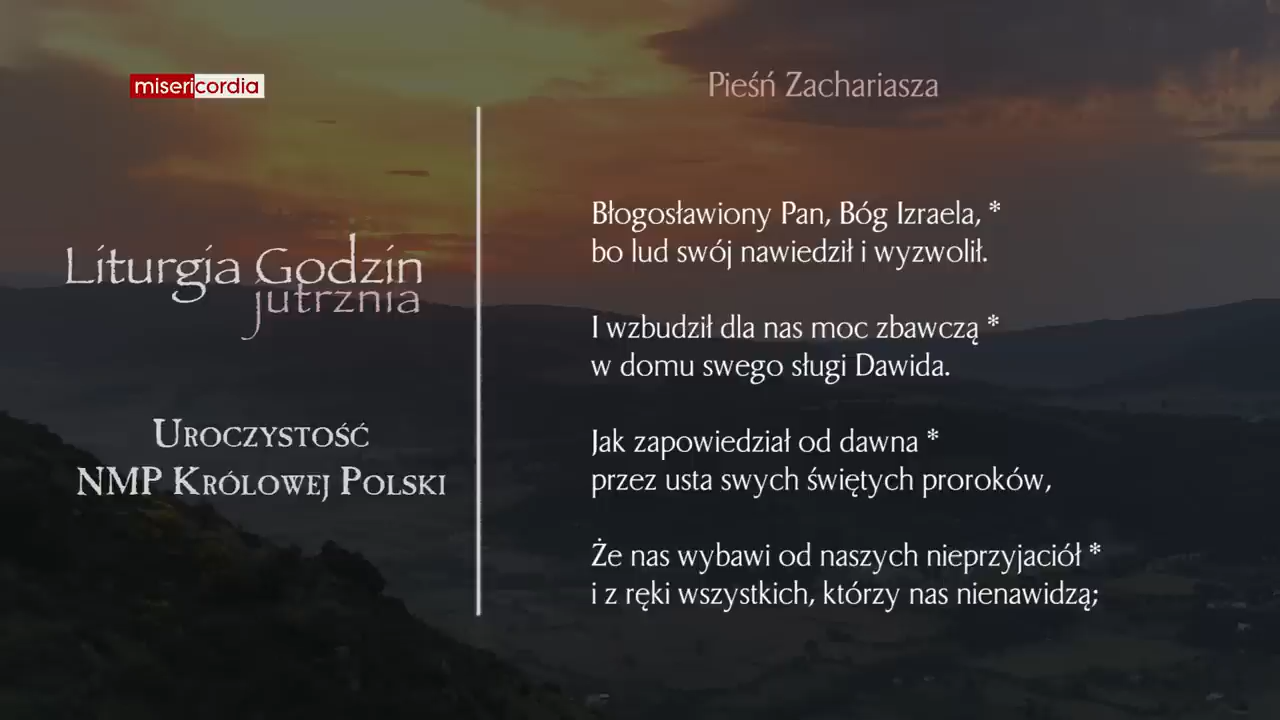 misericordia
Liturgia Godzin
jutrznia
Uroczystość
NMP Królowej Polski
Pieśń Zachariasza
Błogosławiony Pan, Bóg Izraela, *
bo lud swój nawiedził i wyzwolił.
I wzbudził dla nas moc zbawczą *
w domu swego sługi Dawida.
Jak zapowiedział od dawna *
przez usta swych świętych proroków,
Że nas wybawi od naszych nieprzyjaciół *
i z ręki wszystkich, którzy nas nienawidzą;